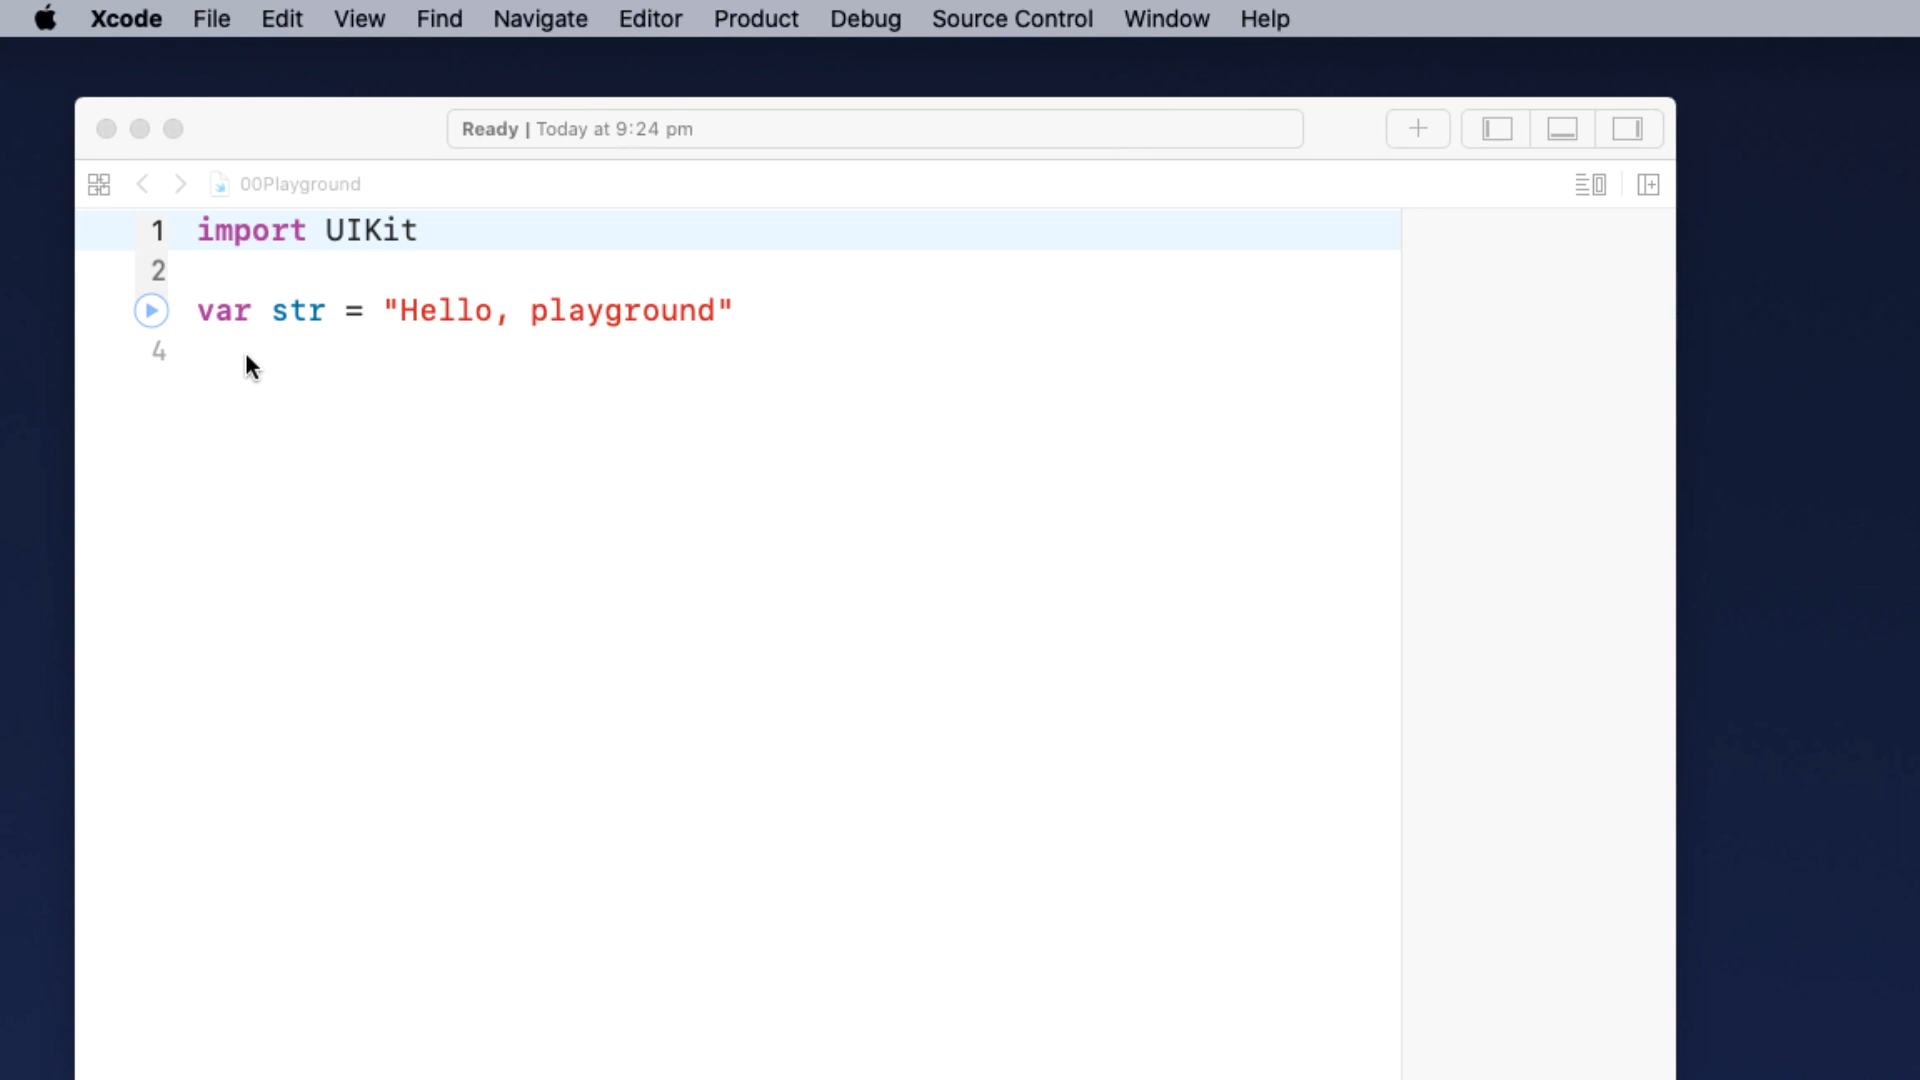 Xcode File Edit View Find Navigate Editor Product Debug Source Control Window Help
Ready | Today at 9:24 pm
00Playground
1 import UIKit
2
var str = "Hello, playground"
4